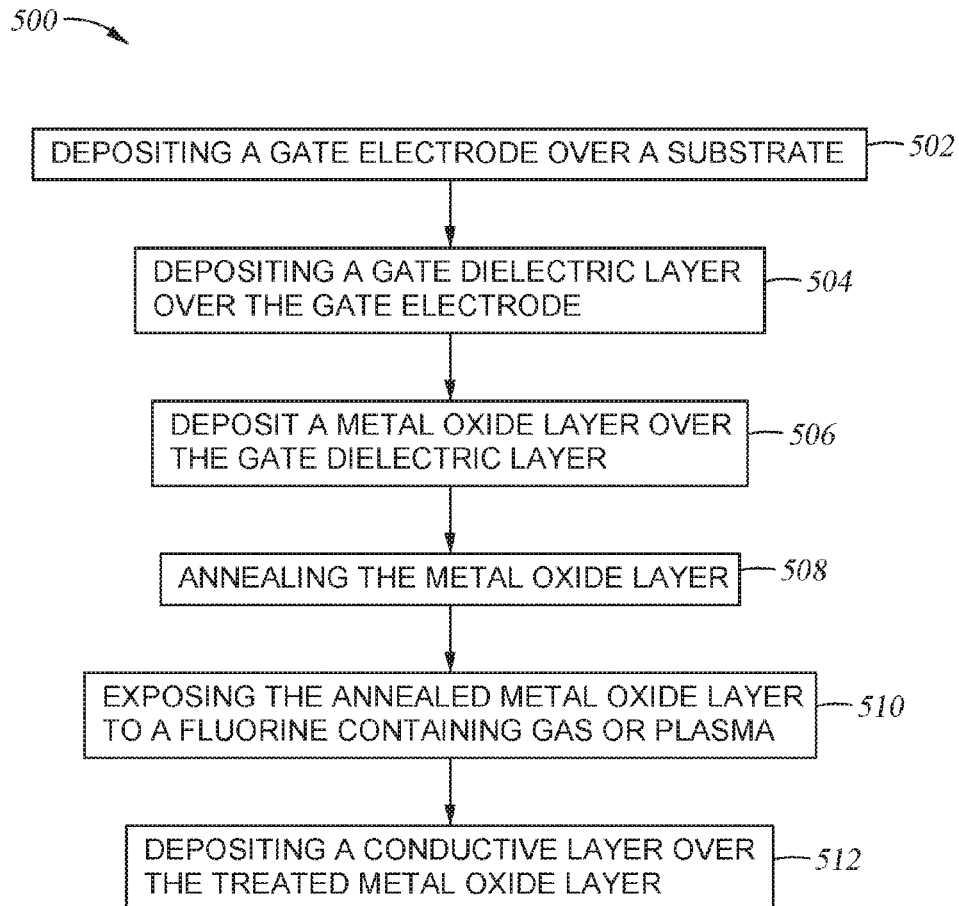 500
DEPOSITING A GATE ELECTRODE OVER A SUBSTRATE
502
DEPOSITING A GATE DIELECTRIC LAYER
OVER THE GATE ELECTRODE
504
DEPOSIT A METAL OXIDE LAYER OVER
THE GATE DIELECTRIC LAYER
506
ANNEALING THE METAL OXIDE LAYER
508
EXPOSING THE ANNEALED METAL OXIDE LAYER
TO A FLUORINE CONTAINING GAS OR PLASMA
510
DEPOSITING A CONDUCTIVE LAYER OVER
THE TREATED METAL OXIDE LAYER
512